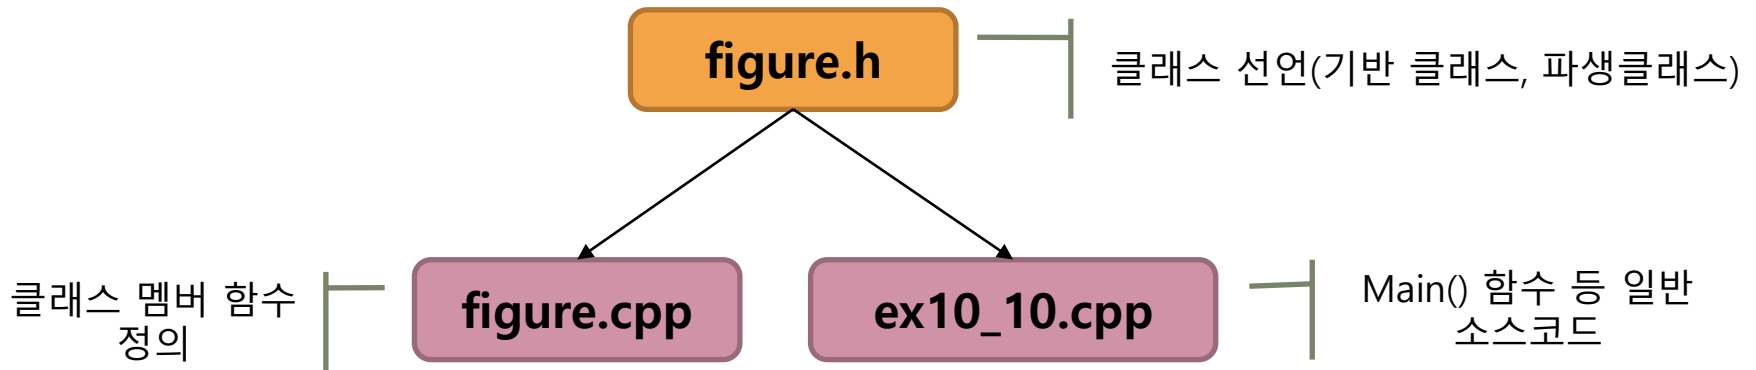 figure.h
클래스 선언(기반 클래스, 파생클래스)
클래스 멤버 함수
정의
figure.cpp
ex10_10.cpp
Main() 함수 등 일반
소스코드